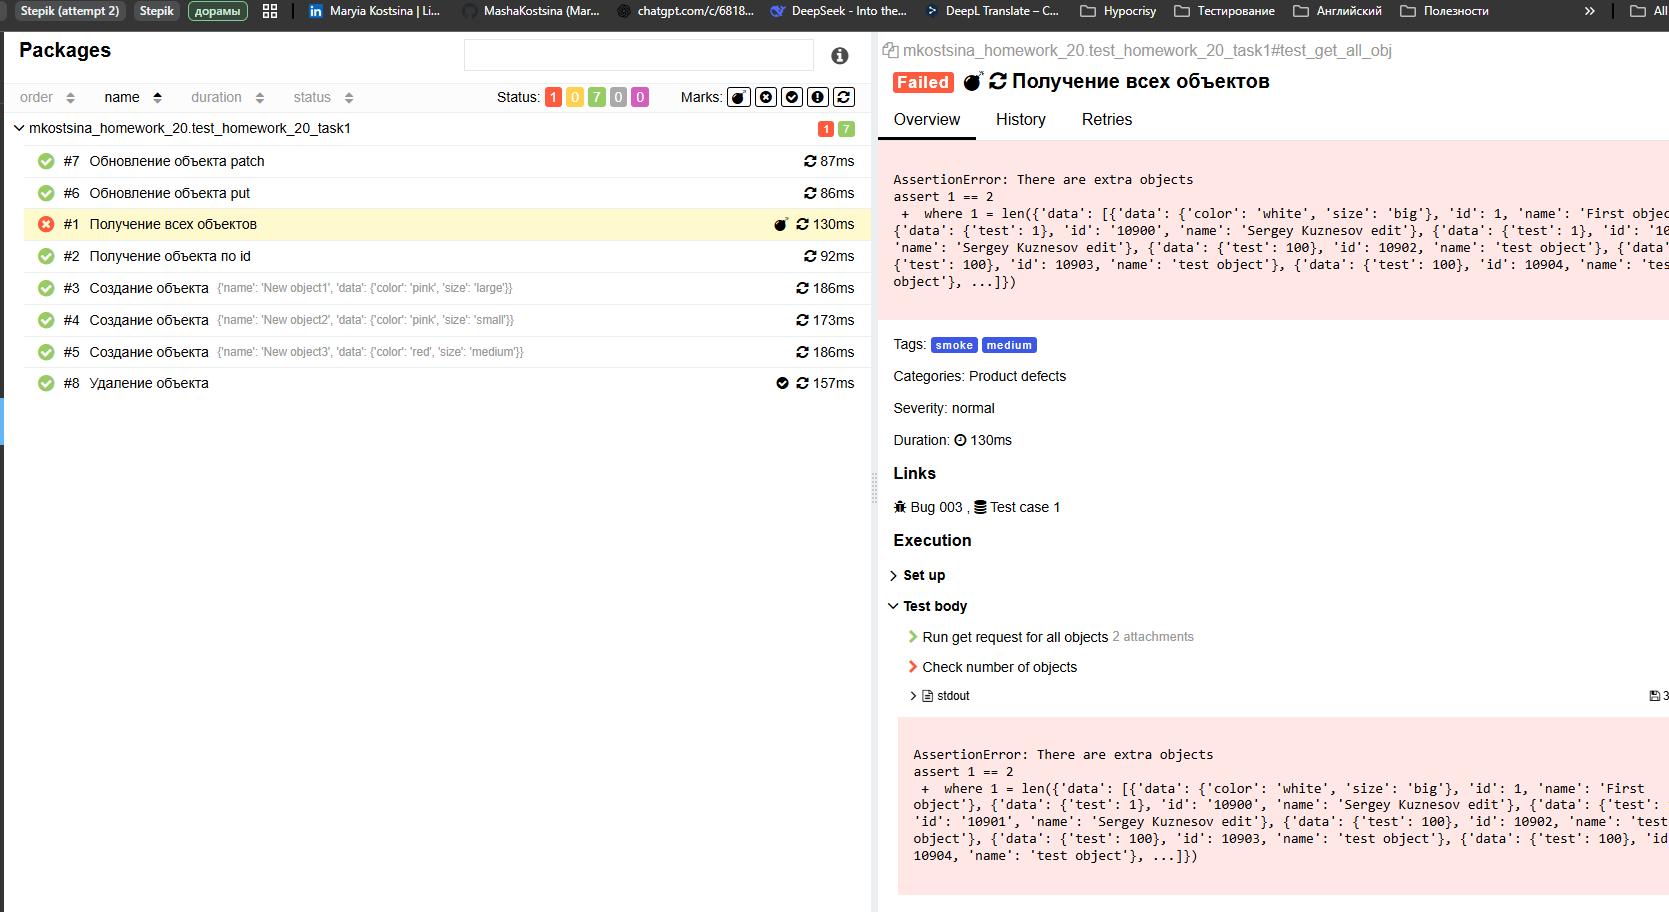 Stepik (attempt 2) Stepik дорамы Maryia Kostsina | Li... MashaKostsina (Mar... chatgpt.com/c/6818... DeepSeek - Into the... DeepL Translate – C... Hypocrisy Тестирование Английский Полезности » All
Packages
order name duration status Status: 1 0 7 0 0 Marks:
mkostsina_homework_20.test_homework_20_task1 1 7
#7 Обновление объекта patch 87ms
#6 Обновление объекта put 86ms
#1 Получение всех объектов 130ms
#2 Получение объекта по id 92ms
#3 Создание объекта {'name': 'New object1', 'data': {'color': 'pink', 'size': 'large'}} 186ms
#4 Создание объекта {'name': 'New object2', 'data': {'color': 'pink', 'size': 'small'}} 173ms
#5 Создание объекта {'name': 'New object3', 'data': {'color': 'red', 'size': 'medium'}} 186ms
#8 Удаление объекта 157ms
mkostsina_homework_20.test_homework_20_task1#test_get_all_obj
Failed Получение всех объектов
Overview History Retries
AssertionError: There are extra objects
assert 1 == 2
+ where 1 = len({'data': [{'data': {'color': 'white', 'size': 'big'}, 'id': 1, 'name': 'First objec
{'data': {'test': 1}, 'id': '10900', 'name': 'Sergey Kuznesov edit'}, {'data': {'test': 1}, 'id': '10
'name': 'Sergey Kuznesov edit'}, {'data': {'test': 100}, 'id': 10902, 'name': 'test object'}, {'data'
{'test': 100}, 'id': 10903, 'name': 'test object'}, {'data': {'test': 100}, 'id': 10904, 'name': 'tes
object'}, ...]})
Tags: smoke medium
Categories: Product defects
Severity: normal
Duration: 130ms
Links
Bug 003 , Test case 1
Execution
Set up
Test body
Run get request for all objects 2 attachments
Check number of objects
stdout 3
AssertionError: There are extra objects
assert 1 == 2
+ where 1 = len({'data': [{'data': {'color': 'white', 'size': 'big'}, 'id': 1, 'name': 'First
object'}, {'data': {'test': 1}, 'id': '10900', 'name': 'Sergey Kuznesov edit'}, {'data': {'test':
'id': '10901', 'name': 'Sergey Kuznesov edit'}, {'data': {'test': 100}, 'id': 10902, 'name': 'test
object'}, {'data': {'test': 100}, 'id': 10903, 'name': 'test object'}, {'data': {'test': 100}, 'id
10904, 'name': 'test object'}, ...]})